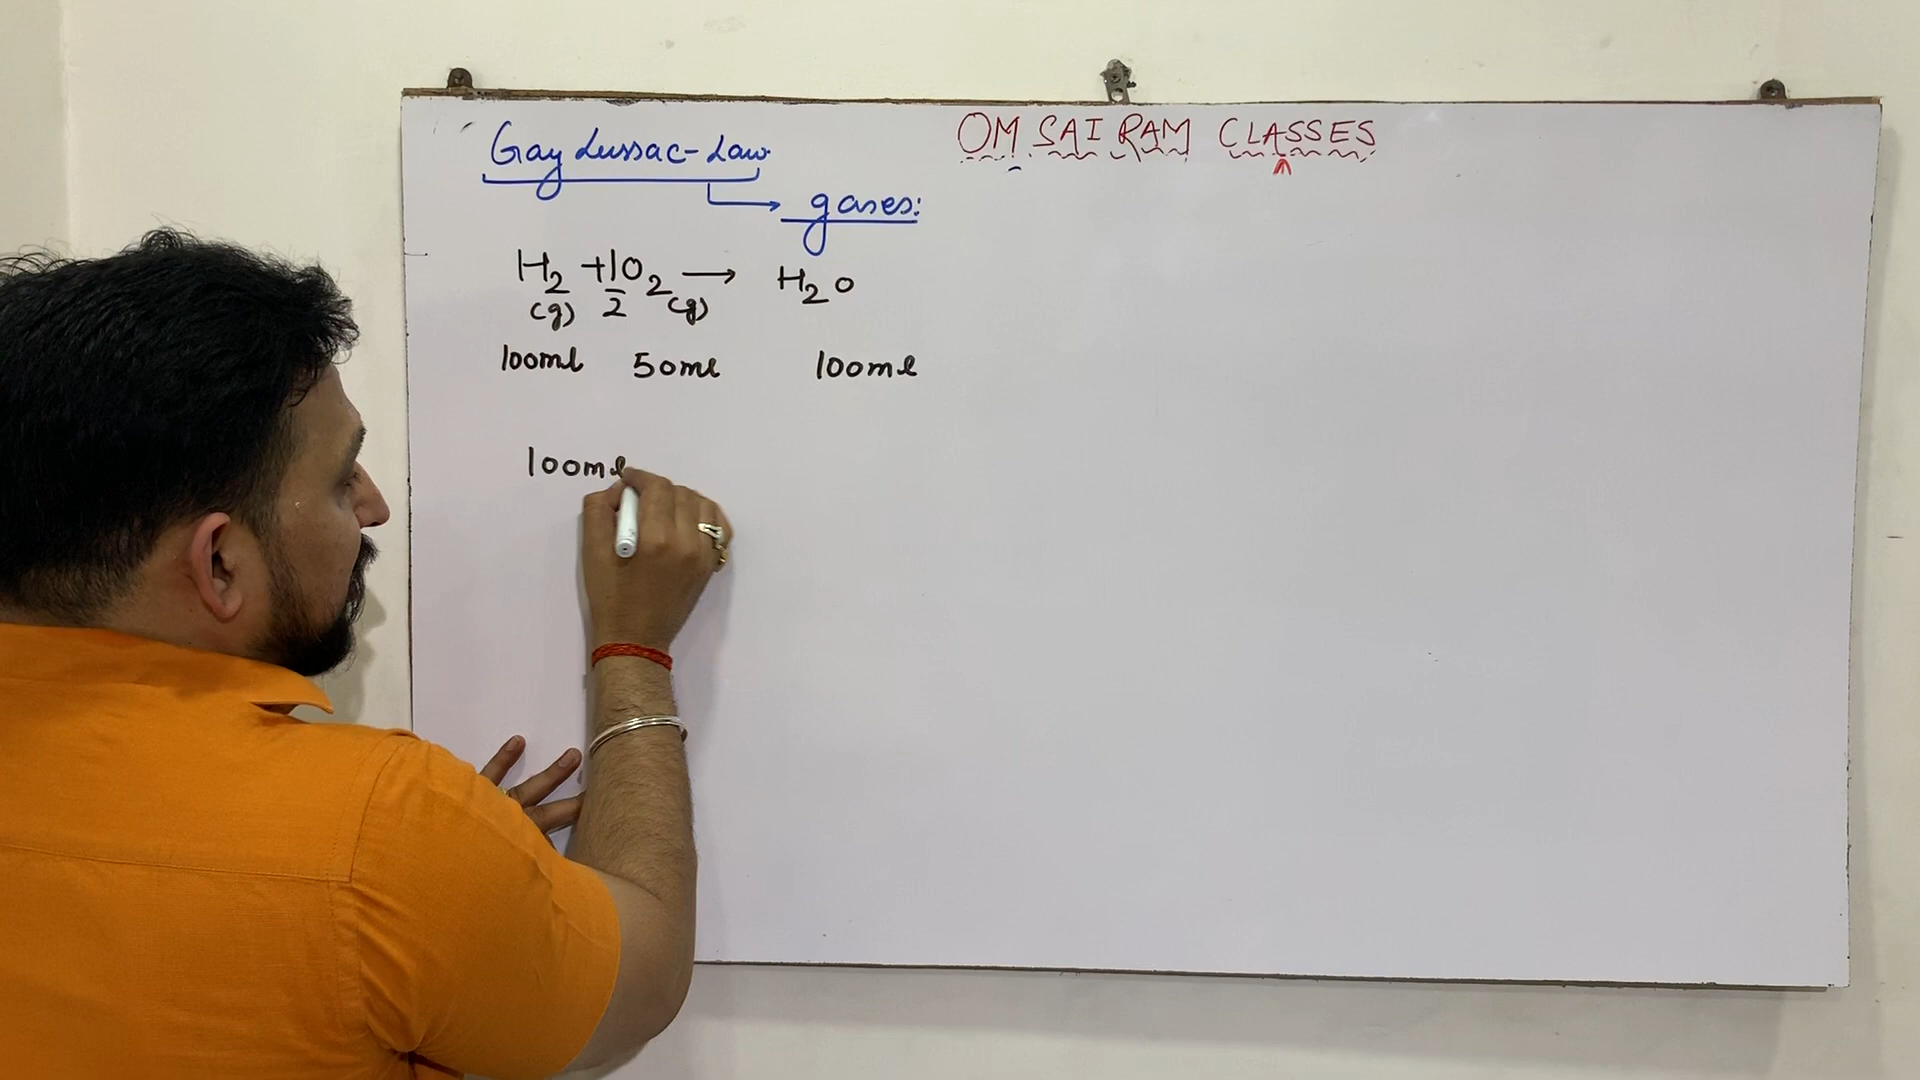 Gay Lussac-Law
OM SAI RAM CLASSES
gases:
H₂ + 1/2 O₂ → H₂O
(g) (g)
100ml 50ml 100ml
100ml